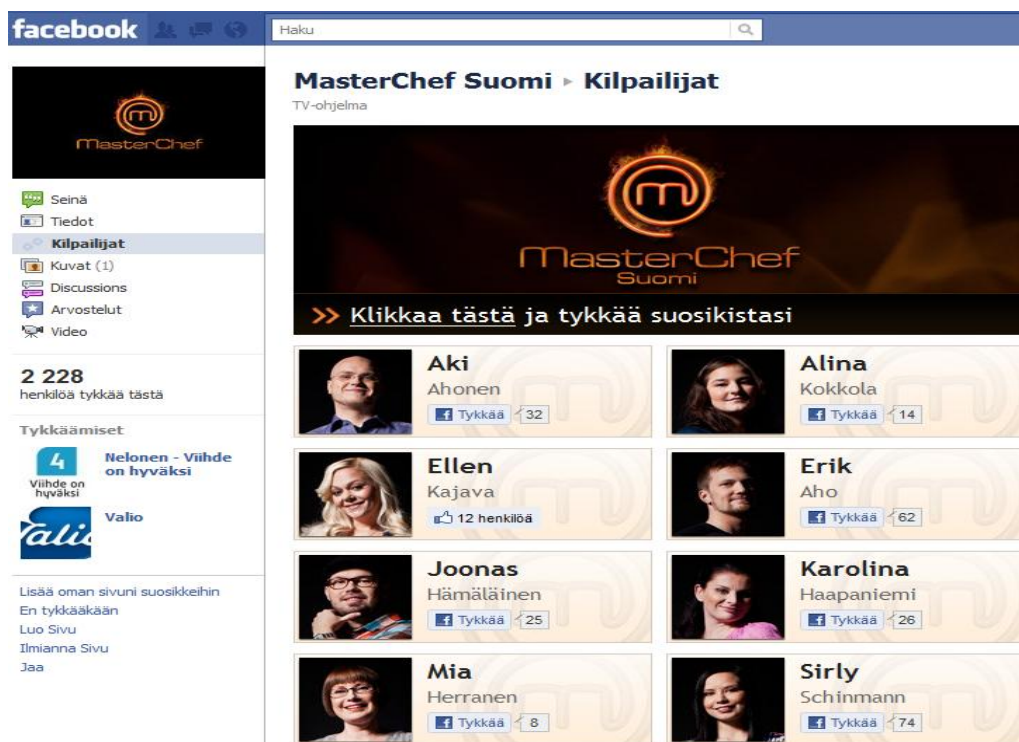 facebook
Haku
MasterChef
Seinä
Tiedot
Kilpailijat
Kuvat (1)
Discussions
Arvostelut
Video
2 228
henkilöä tykkää tästä
Tykkäämiset
4
Viihde on
hyväksi
Nelonen - Viihde
on hyväksi
Valio
Valio
Lisää oman sivuni suosikkeihin
En tykkääkään
Luo Sivu
Ilmianna Sivu
Jaa
MasterChef Suomi ▸ Kilpailijat
TV-ohjelma
MasterChef
Suomi
>> Klikkaa tästä ja tykkää suosikistasi
Aki
Ahonen
Tykkää 32
Alina
Kokkola
Tykkää 14
Ellen
Kajava
12 henkilöä
Erik
Aho
Tykkää 62
Joonas
Hämäläinen
Tykkää 25
Karolina
Haapaniemi
Tykkää 26
Mia
Herranen
Tykkää 8
Sirly
Schinmann
Tykkää 74